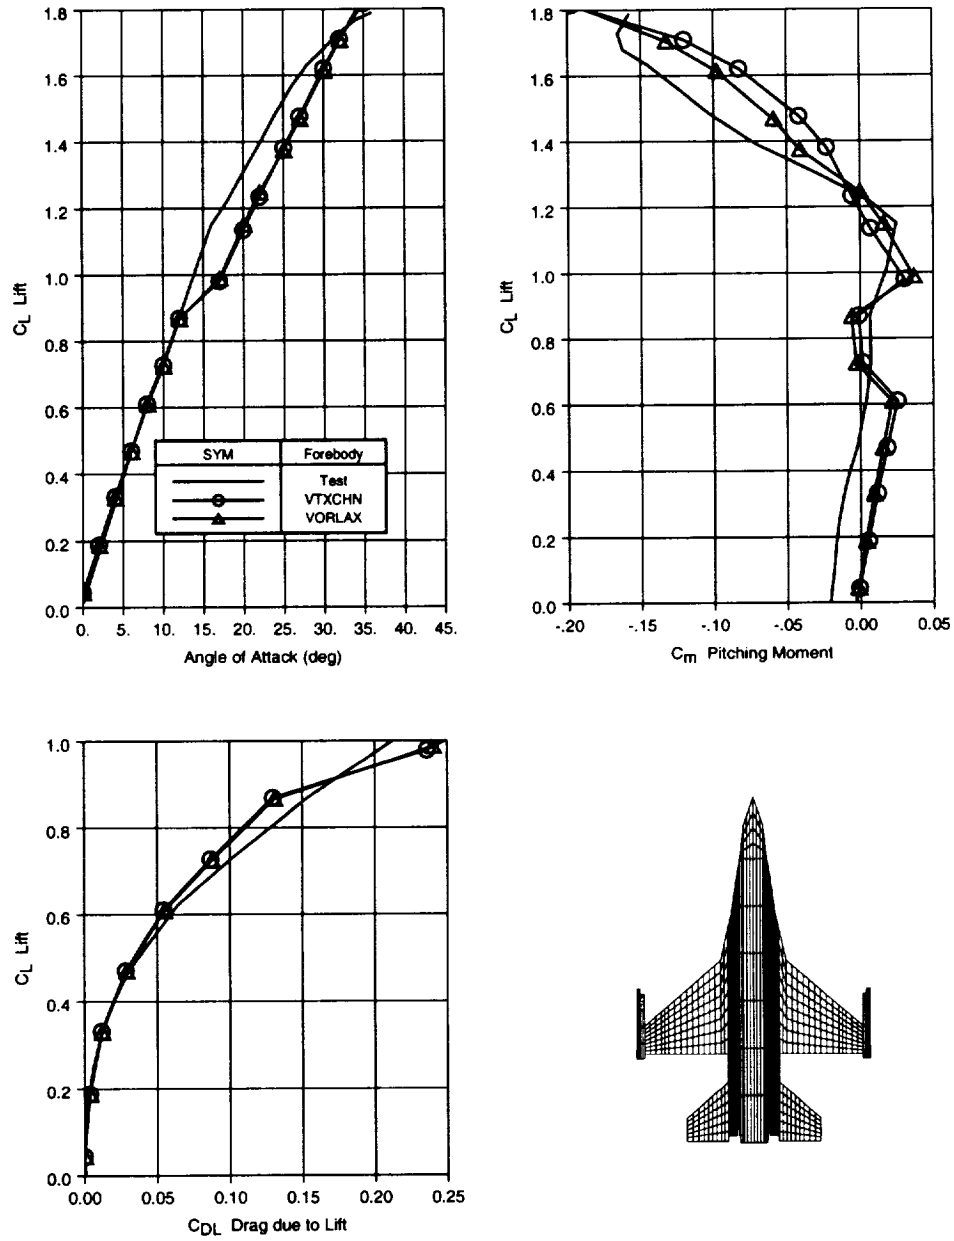 1.8
1.6
1.4
1.2
1.0
0.8
0.6
0.4
0.2
0.0
CL Lift
0. 5. 10. 15. 20. 25. 30. 35. 40. 45.
Angle of Attack (deg)
SYM Forebody
Test
VTXCHN
VORLAX
1.8
1.6
1.4
1.2
1.0
0.8
0.6
0.4
0.2
0.0
CL Lift
-.20 -.15 -.10 -.05 0.00 0.05
Cm Pitching Moment
1.0
0.8
0.6
0.4
0.2
0.0
CL Lift
0.00 0.05 0.10 0.15 0.20 0.25
CDL Drag due to Lift